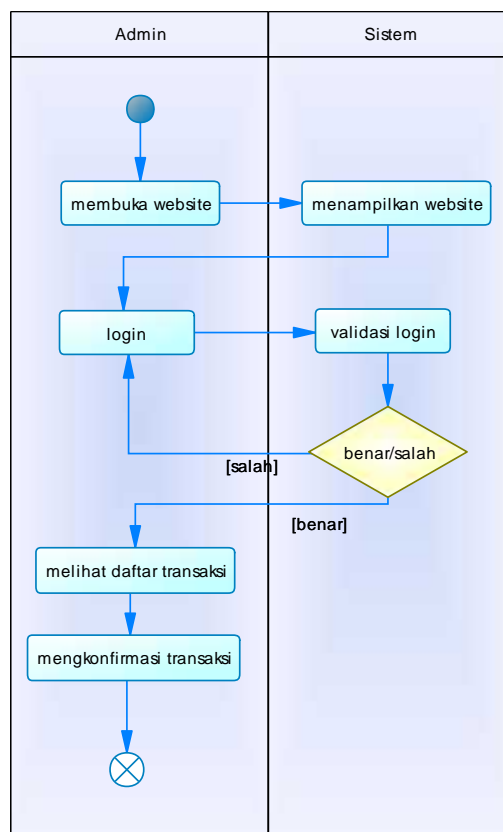 Admin
Sistem
membuka website
menampilkan website
login
validasi login
benar/salah
[salah]
[benar]
melihat daftar transaksi
mengkonfirmasi transaksi